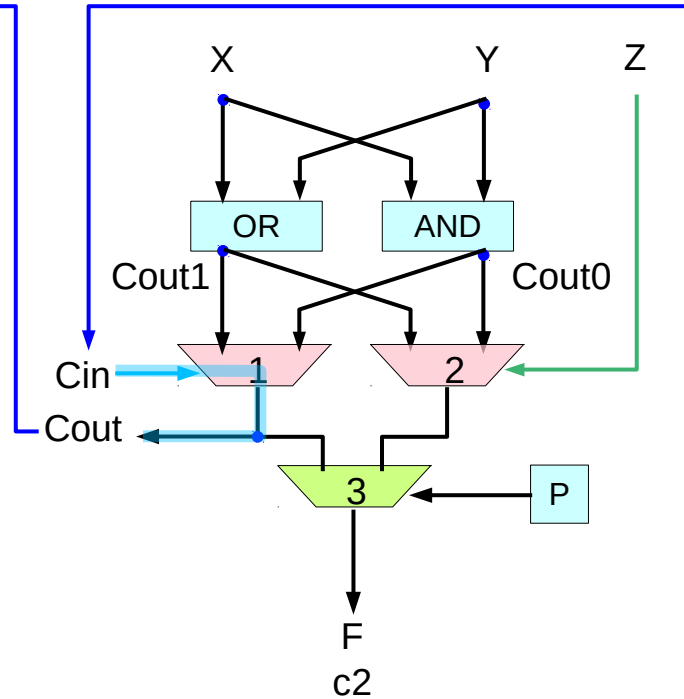 X Y Z
OR AND
Cout1 Cout0
Cin 1 2
Cout
3 P
F
c2